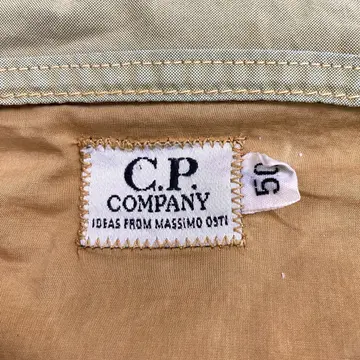 C.P.
COMPANY
IDEAS FROM MASSIMO OSTI
50